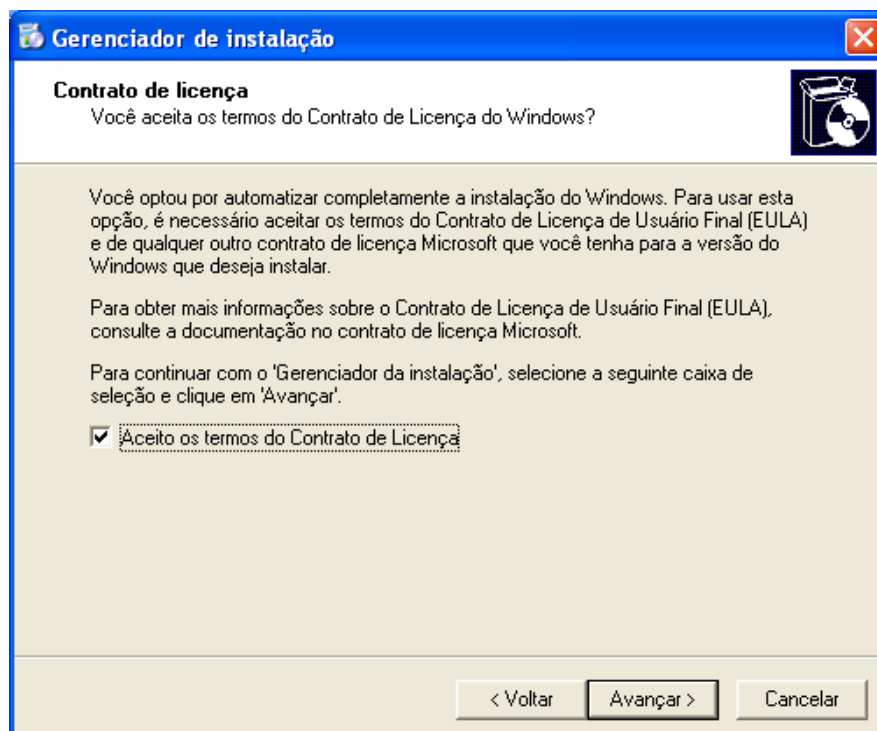 Gerenciador de instalação
Contrato de licença
Você aceita os termos do Contrato de Licença do Windows?
Você optou por automatizar completamente a instalação do Windows. Para usar esta
opção, é necessário aceitar os termos do Contrato de Licença de Usuário Final (EULA)
e de qualquer outro contrato de licença Microsoft que você tenha para a versão do
Windows que deseja instalar.
Para obter mais informações sobre o Contrato de Licença de Usuário Final (EULA),
consulte a documentação no contrato de licença Microsoft.
Para continuar com o 'Gerenciador da instalação', selecione a seguinte caixa de
seleção e clique em 'Avançar'.
Aceito os termos do Contrato de Licença
< Voltar Avançar > Cancelar